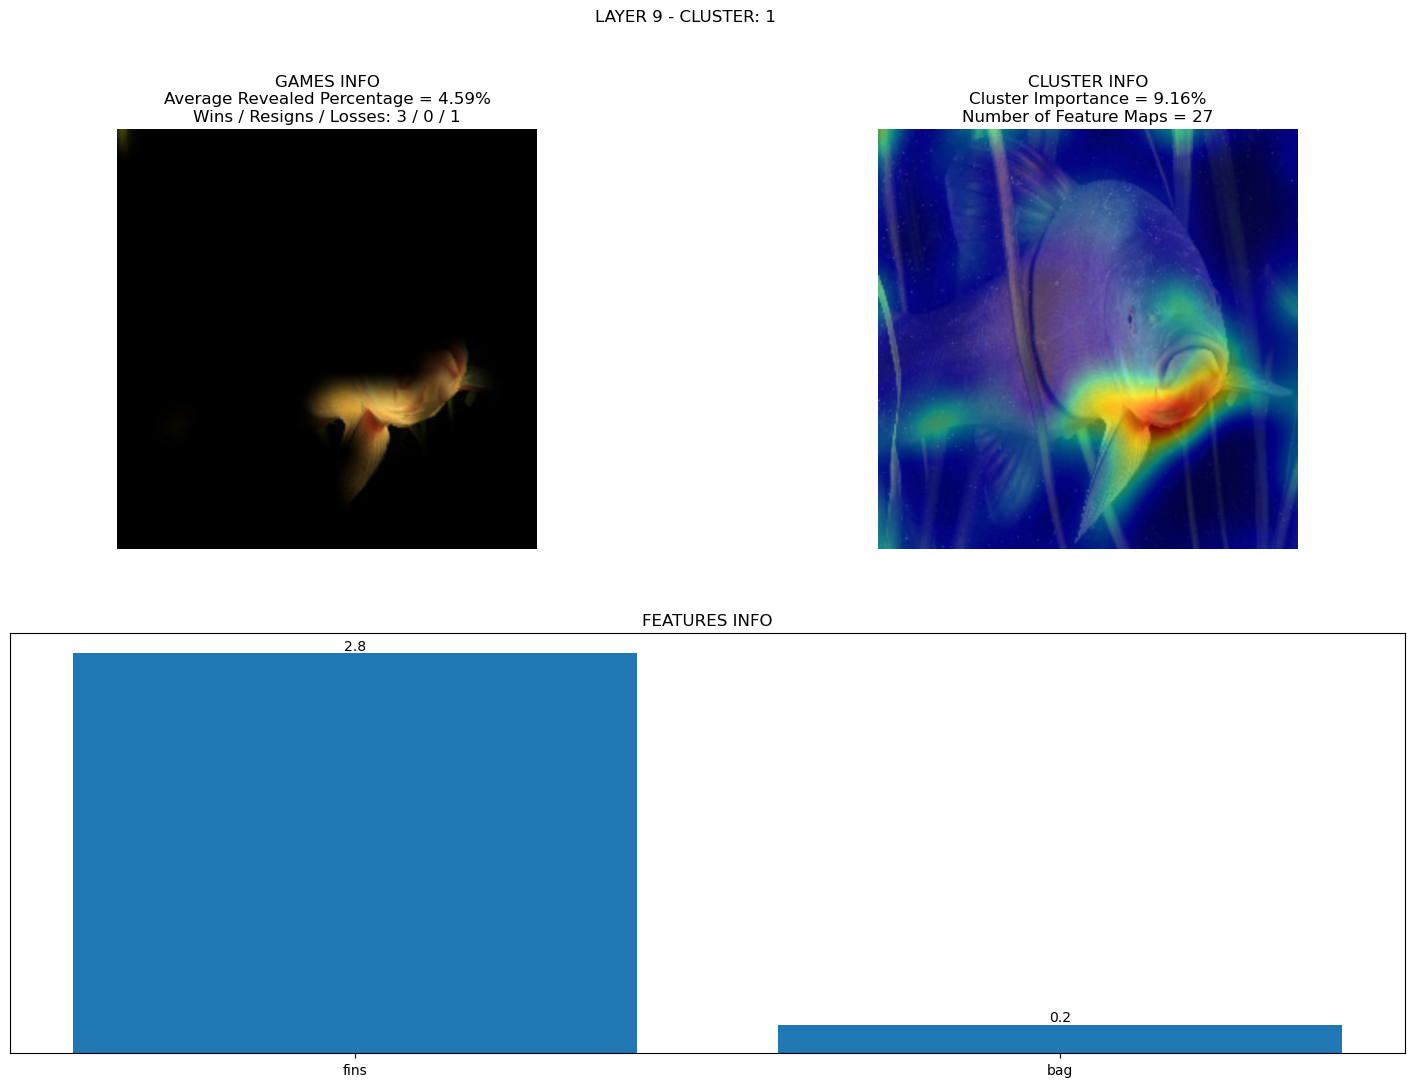 LAYER 9 - CLUSTER: 1
GAMES INFO
Average Revealed Percentage = 4.59%
Wins / Resigns / Losses: 3 / 0 / 1
CLUSTER INFO
Cluster Importance = 9.16%
Number of Feature Maps = 27
FEATURES INFO
2.8
0.2
fins
bag